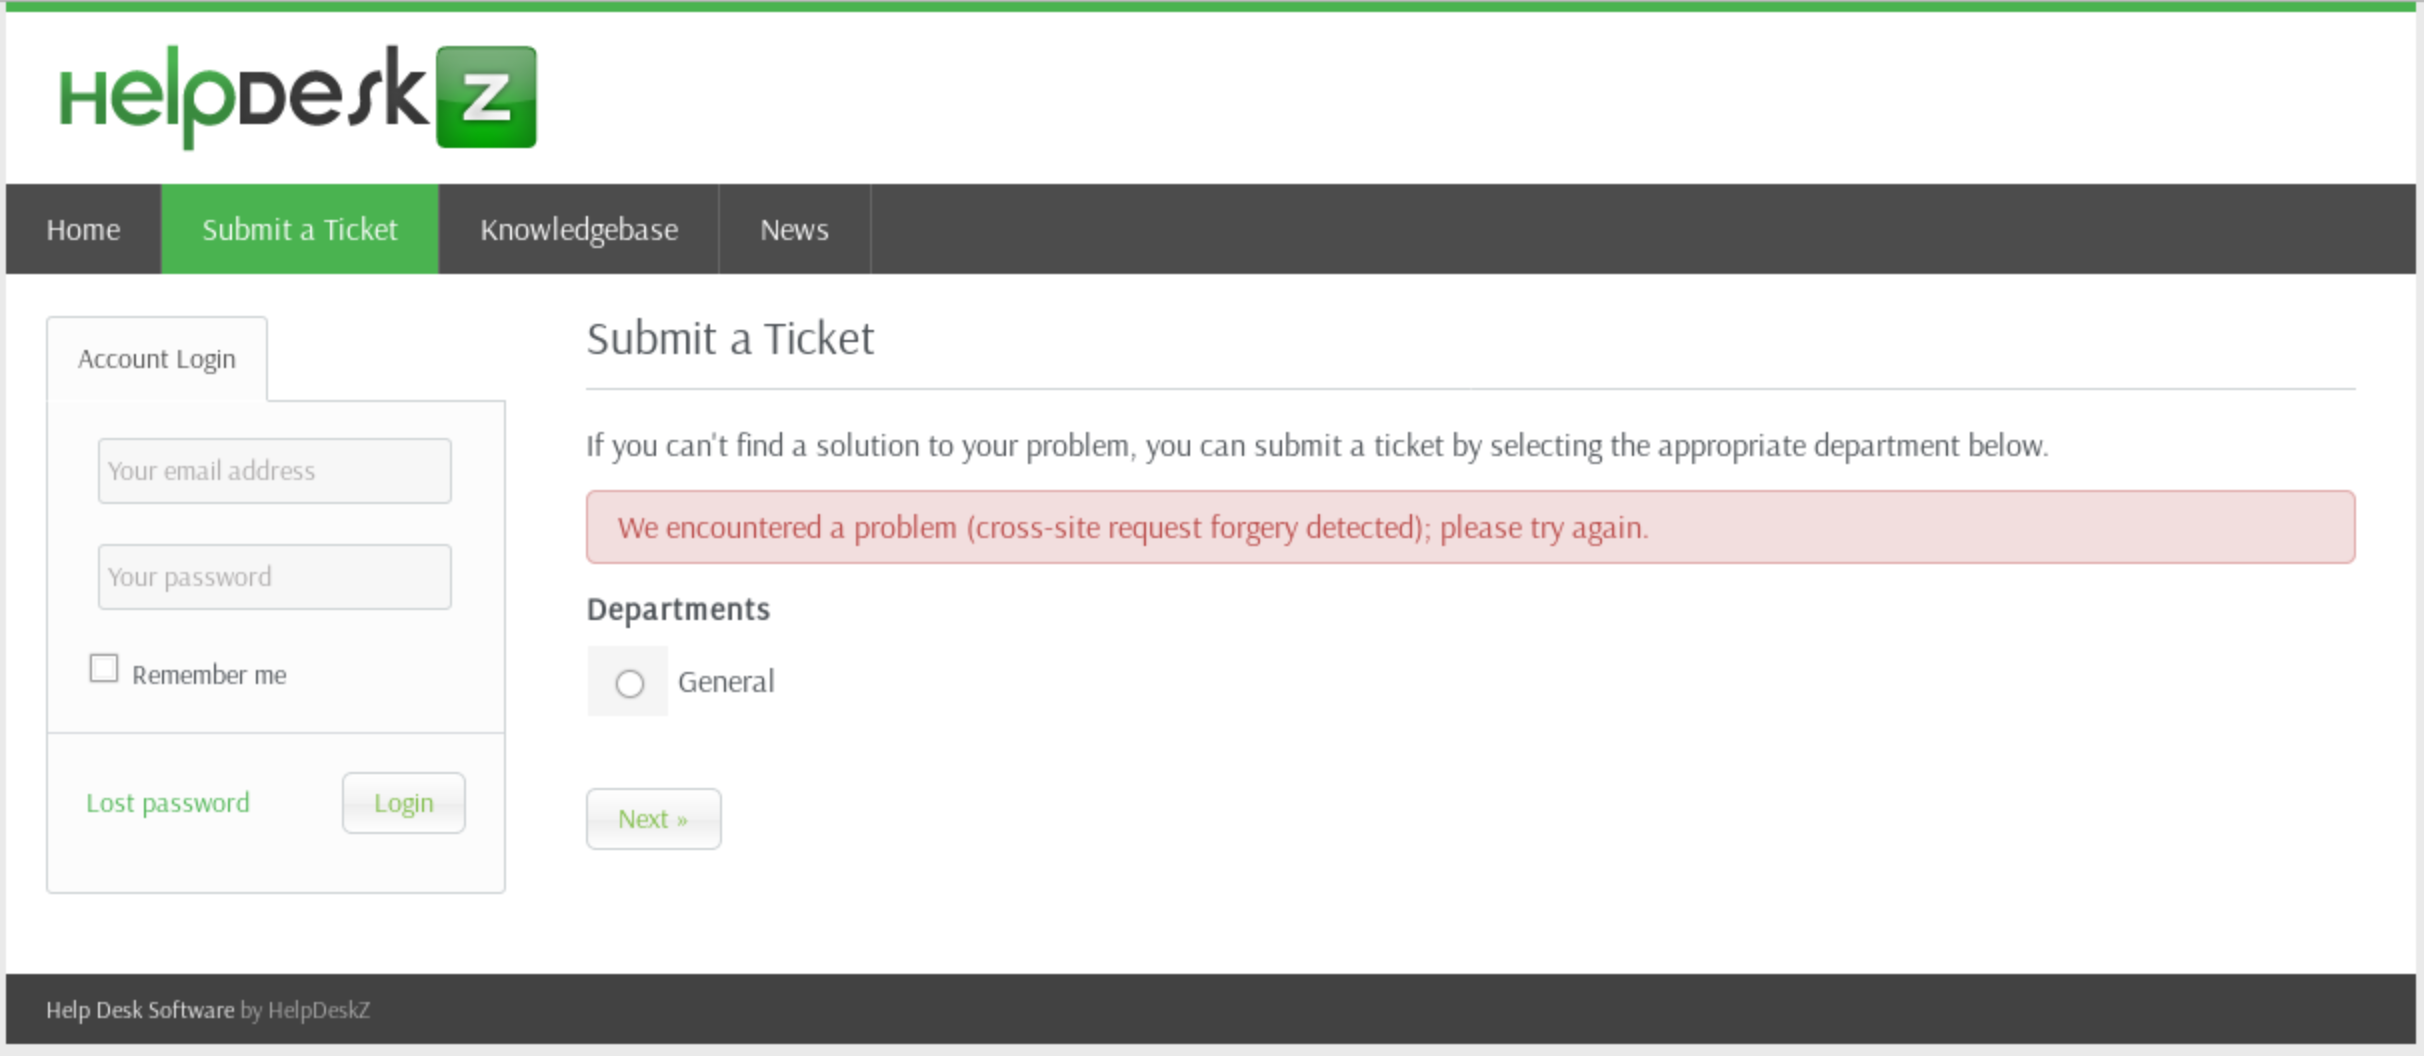 HelpDesk Z
Home
Submit a Ticket
Knowledgebase
News
Account Login
Your email address
Your password
Remember me
Lost password
Login
Submit a Ticket
If you can't find a solution to your problem, you can submit a ticket by selecting the appropriate department below.
We encountered a problem (cross-site request forgery detected); please try again.
Departments
General
Next »
Help Desk Software by HelpDeskZ